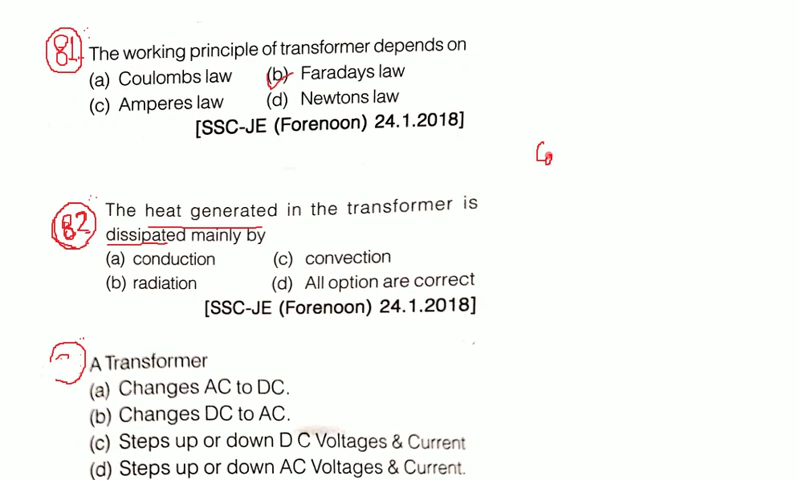 81. The working principle of transformer depends on
(a) Coulombs law (b) Faradays law
(c) Amperes law (d) Newtons law
[SSC-JE (Forenoon) 24.1.2018]
82 The heat generated in the transformer is
dissipated mainly by
(a) conduction (c) convection
(b) radiation (d) All option are correct
[SSC-JE (Forenoon) 24.1.2018]
A Transformer
(a) Changes AC to DC.
(b) Changes DC to AC.
(c) Steps up or down D C Voltages & Current
(d) Steps up or down AC Voltages & Current.